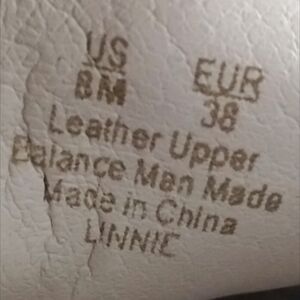 US EUR
8M 38
Leather Upper
Balance Man Made
Made in China
LINNIE